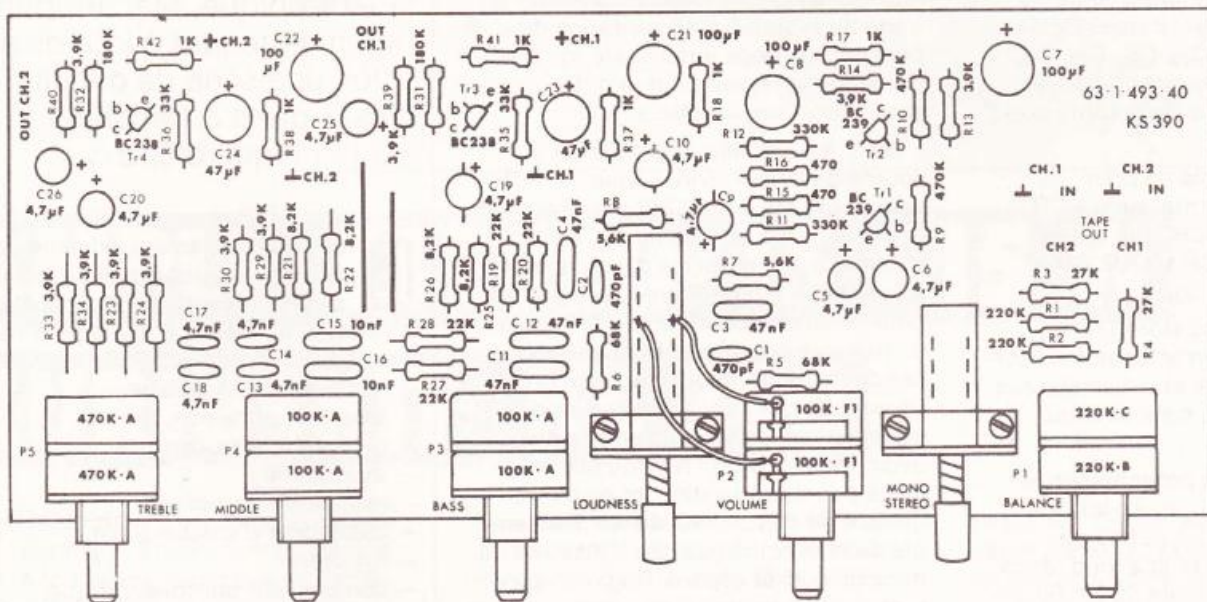 OUT CH.2
R40
3,9K
R32
180K
R42
1K
b
e
c
BC238
Tr4
R36
33K
+CH.2
C24
47µF
R38
1K
C22
100
µF
C25
4,7µF
OUT
CH.1
3,9K
R39
R31
180K
R41
1K
Tr3
b
e
c
BC238
R35
33K
+CH.1
C23
47µF
R37
1K
C21
100µF
R18
1K
C10
4,7µF
100µF
C8
R17
1K
R14
3,9K
R12
330K
R16
470
R15
470
R11
330K
BC
239
c
b
e
Tr2
470K
R10
R13
3,9K
C7
100µF
63-1-493-40
KS390
C26
4,7µF
C20
4,7µF
CH.2
C19
4,7µF
CH.1
R8
5,6K
4,7µF
C9
BC
239
Tr1
c
b
e
R9
470K
CH.1
IN
CH.2
IN
TAPE
OUT
CH2
CH1
R33
3,9K
R34
3,9K
R23
3,9K
R24
3,9K
R30
3,9K
R29
3,9K
R21
8,2K
R22
8,2K
R26
8,2K
R25
8,2K
R19
22K
R20
22K
C4
47nF
C2
470pF
R7
5,6K
C5
4,7µF
C6
4,7µF
R3
27K
220K
R1
220K
R2
27K
R4
C17
4,7nF
4,7nF
C14
C15
10nF
R28
22K
C12
47nF
68K
R6
C3
47nF
C18
4,7nF
C13
4,7nF
C16
10nF
R27
22K
C11
47nF
C1
470pF
R5
68K
470K·A
100K·A
100K·A
100K·F1
220K·C
P5
470K·A
P4
100K·A
P3
100K·A
P2
100K·F1
P1
220K·B
TREBLE
MIDDLE
BASS
LOUDNESS
VOLUME
MONO
STEREO
BALANCE